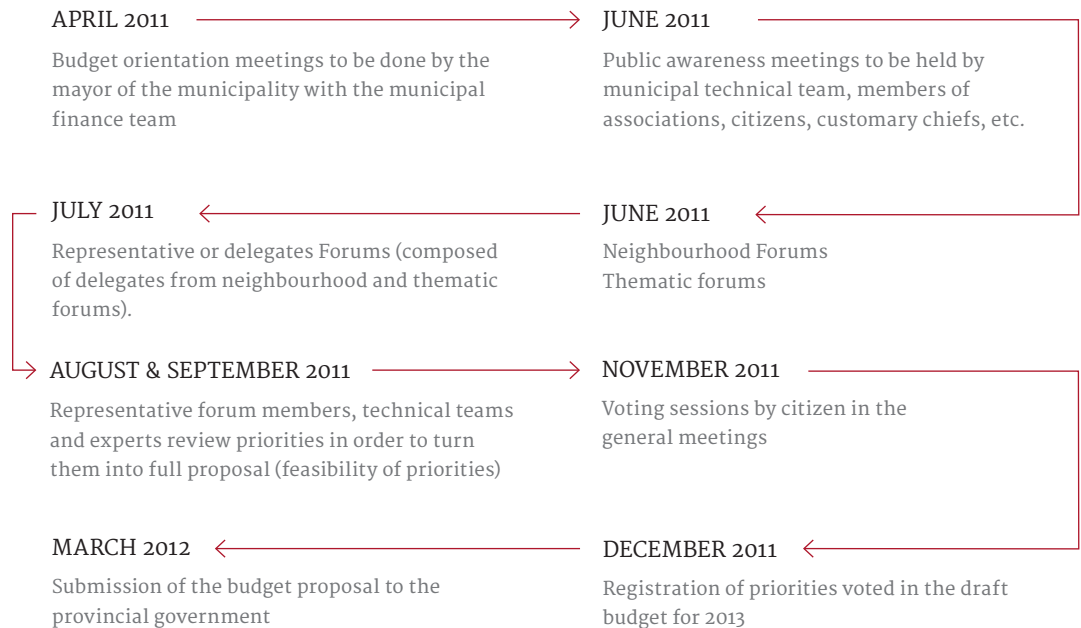 APRIL 2011
Budget orientation meetings to be done by the
mayor of the municipality with the municipal
finance team
JUNE 2011
Public awareness meetings to be held by
municipal technical team, members of
associations, citizens, customary chiefs, etc.
JUNE 2011
Neighbourhood Forums
Thematic forums
JULY 2011
Representative or delegates Forums (composed
of delegates from neighbourhood and thematic
forums).
AUGUST & SEPTEMBER 2011
Representative forum members, technical teams
and experts review priorities in order to turn
them into full proposal (feasibility of priorities)
NOVEMBER 2011
Voting sessions by citizen in the
general meetings
DECEMBER 2011
Registration of priorities voted in the draft
budget for 2013
MARCH 2012
Submission of the budget proposal to the
provincial government